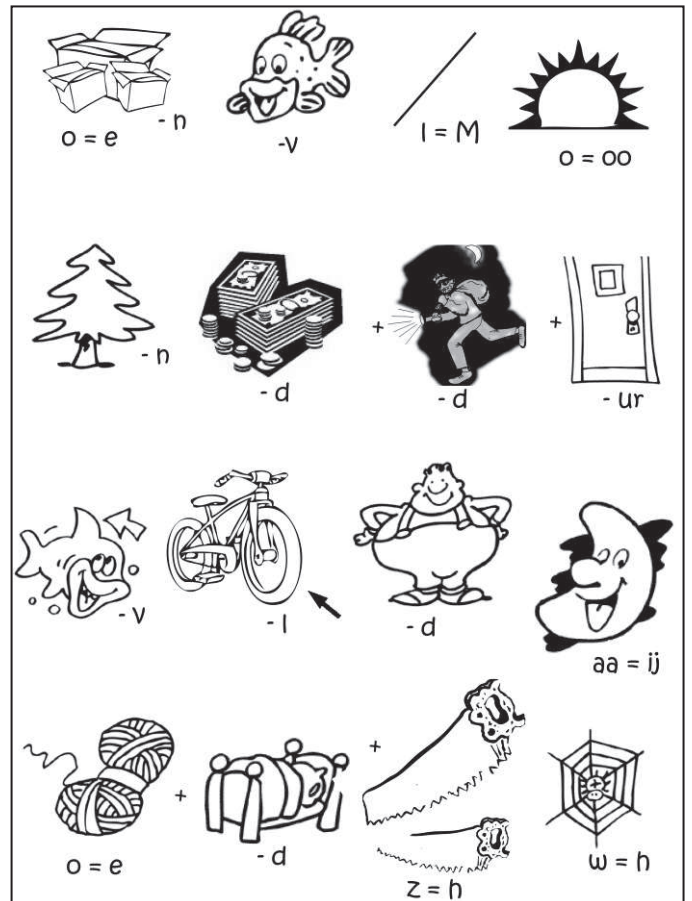 o = e - n
-v
l = M
o = oo
- n
- d
+
- d
+
- ur
- v
- l
- d
aa = ij
o = e
+
- d
+
z = h
w = h